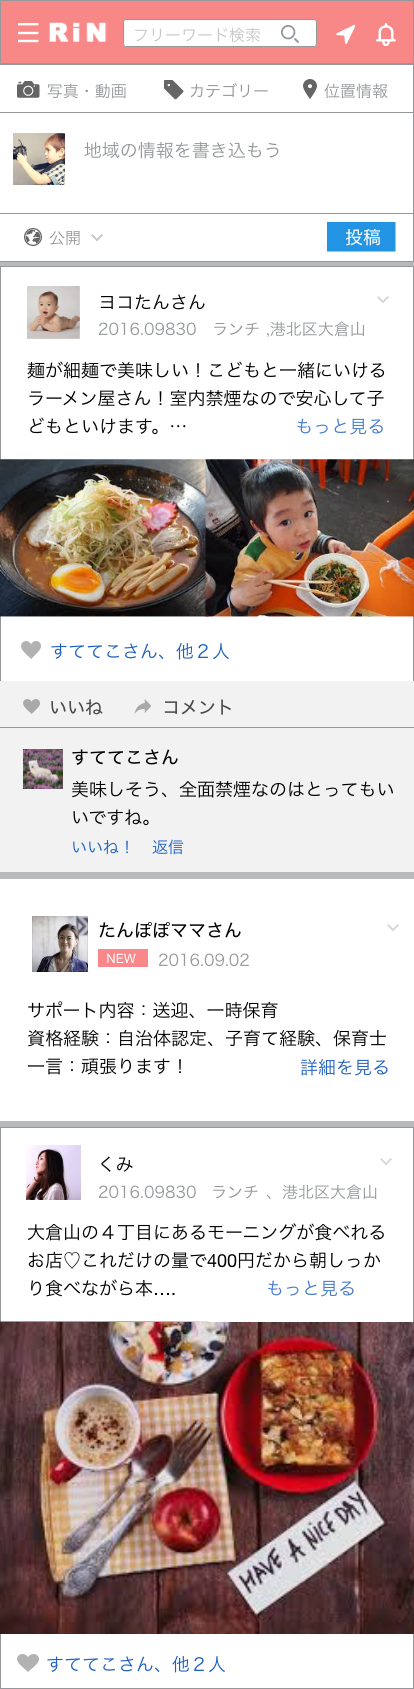 RiN フリーワード検索
写真・動画 カテゴリー 位置情報
地域の情報を書き込もう
公開 投稿
ヨコたんさん
2016.09830 ランチ ,港北区大倉山
麺が細麺で美味しい！こどもと一緒にいける
ラーメン屋さん！室内禁煙なので安心して子
どもといけます。… もっと見る
すててこさん、他２人
いいね コメント
すててこさん
美味しそう、全面禁煙なのはとってもい
いですね。
いいね！ 返信
たんぽぽママさん
NEW 2016.09.02
サポート内容：送迎、一時保育
資格経験：自治体認定、子育て経験、保育士
一言：頑張ります！ 詳細を見る
くみ
2016.09830 ランチ 、港北区大倉山
大倉山の４丁目にあるモーニングが食べれる
お店♡これだけの量で400円だから朝しっか
り食べながら本.... もっと見る
HAVE A NICE DAY
すててこさん、他２人